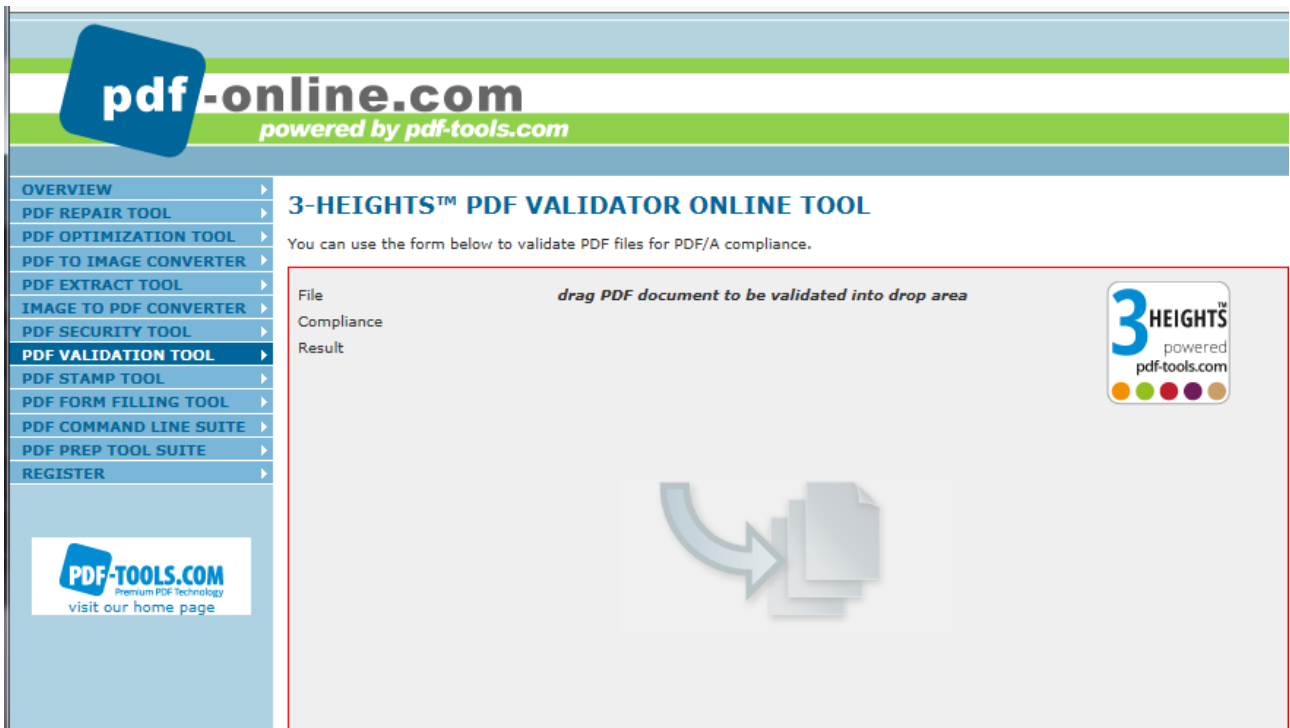 pdf-online.com
powered by pdf-tools.com
OVERVIEW
PDF REPAIR TOOL
PDF OPTIMIZATION TOOL
PDF TO IMAGE CONVERTER
PDF EXTRACT TOOL
IMAGE TO PDF CONVERTER
PDF SECURITY TOOL
PDF VALIDATION TOOL
PDF STAMP TOOL
PDF FORM FILLING TOOL
PDF COMMAND LINE SUITE
PDF PREP TOOL SUITE
REGISTER
PDF-TOOLS.COM
Premium PDF Technology
visit our home page
3-HEIGHTS™ PDF VALIDATOR ONLINE TOOL
You can use the form below to validate PDF files for PDF/A compliance.
File
drag PDF document to be validated into drop area
Compliance
Result
3 HEIGHTS™
powered
pdf-tools.com